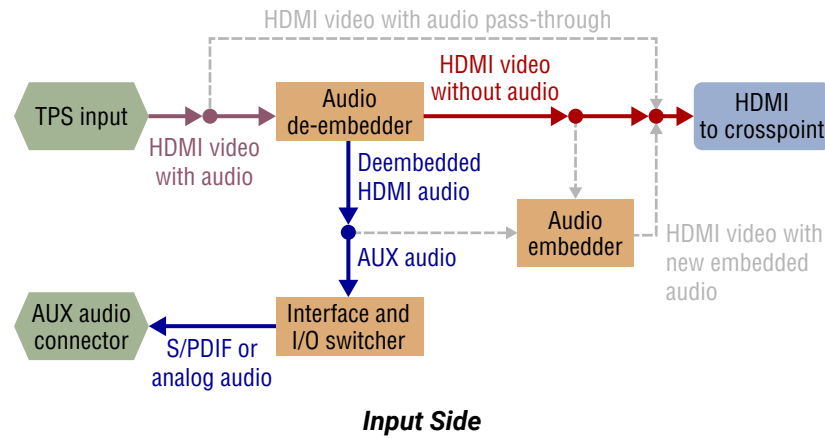 HDMI video with audio pass-through
TPS input
HDMI video
with audio
Audio
de-embedder
HDMI video
without audio
HDMI
to crosspoint
Deembedded
HDMI audio
AUX audio
Audio
embedder
HDMI video with
new embedded
audio
AUX audio
connector
S/PDIF or
analog audio
Interface and
I/O switcher
Input Side